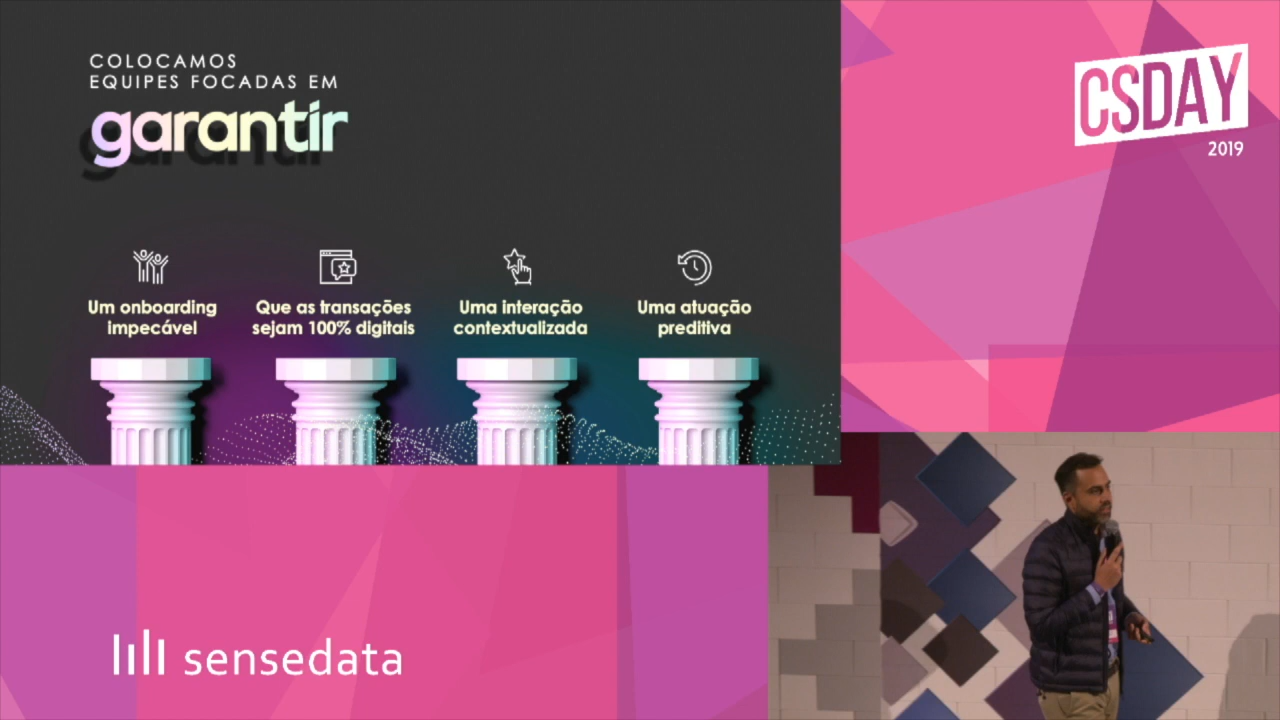 COLOCAMOS
EQUIPES FOCADAS EM
garantir
Um onboarding
impecável
Que as transações
sejam 100% digitais
Uma interação
contextualizada
Uma atuação
preditiva
CSDAY
2019
sensedata